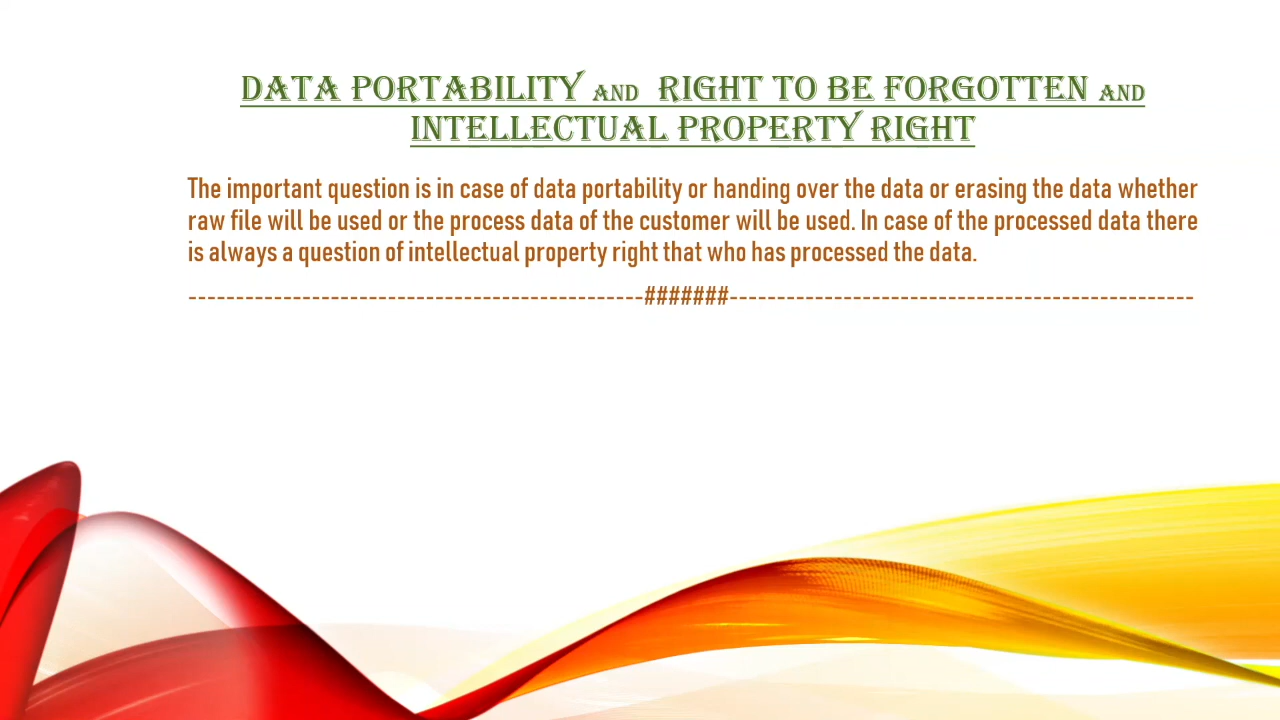 DATA PORTABILITY AND RIGHT TO BE FORGOTTEN AND
INTELLECTUAL PROPERTY RIGHT
The important question is in case of data portability or handing over the data or erasing the data whether
raw file will be used or the process data of the customer will be used. In case of the processed data there
is always a question of intellectual property right that who has processed the data.
------------------------------------------------#######-------------------------------------------------